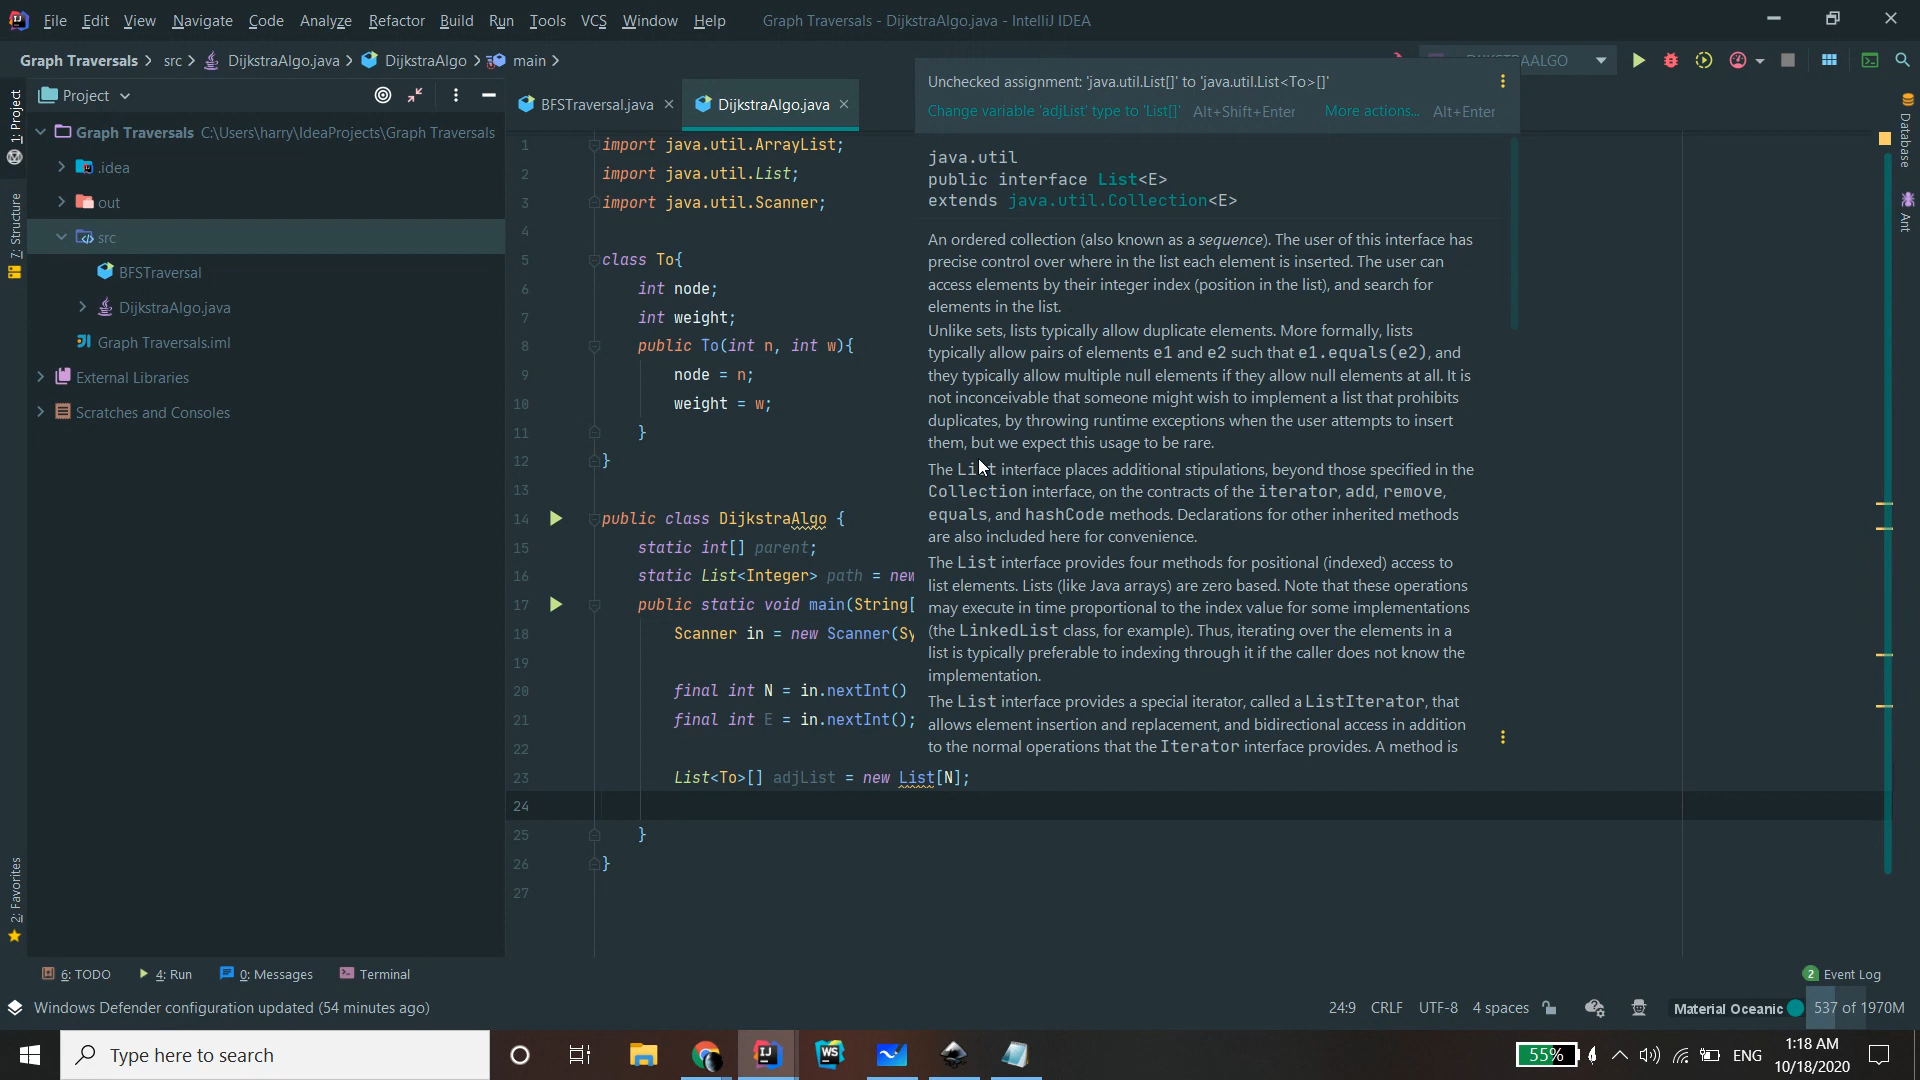 File Edit View Navigate Code Analyze Refactor Build Run Tools VCS Window Help Graph Traversals - DijkstraAlgo.java - IntelliJ IDEA
Graph Traversals src DijkstraAlgo.java DijkstraAlgo main
Project
BFSTraversal.java DijkstraAlgo.java
Graph Traversals C:\Users\harry\IdeaProjects\Graph Traversals
.idea
out
src
BFSTraversal
DijkstraAlgo.java
Graph Traversals.iml
External Libraries
Scratches and Consoles
1: Project
7: Structure
2: Favorites
1 import java.util.ArrayList;
2 import java.util.List;
3 import java.util.Scanner;
4
5 class To{
6 int node;
7 int weight;
8 public To(int n, int w){
9 node = n;
10 weight = w;
11 }
12 }
13
14 public class DijkstraAlgo {
15 static int[] parent;
16 static List<Integer> path = new
17 public static void main(String[
18 Scanner in = new Scanner(Sy
19
20 final int N = in.nextInt()
21 final int E = in.nextInt();
22
23 List<To>[] adjList = new List[N];
24
25 }
26 }
27
Unchecked assignment: 'java.util.List[]' to 'java.util.List<To>[]'
Change variable 'adjList' type to 'List[]' Alt+Shift+Enter More actions... Alt+Enter
java.util
public interface List<E>
extends java.util.Collection<E>
An ordered collection (also known as a sequence). The user of this interface has
precise control over where in the list each element is inserted. The user can
access elements by their integer index (position in the list), and search for
elements in the list.
Unlike sets, lists typically allow duplicate elements. More formally, lists
typically allow pairs of elements e1 and e2 such that e1.equals(e2), and
they typically allow multiple null elements if they allow null elements at all. It is
not inconceivable that someone might wish to implement a list that prohibits
duplicates, by throwing runtime exceptions when the user attempts to insert
them, but we expect this usage to be rare.
The List interface places additional stipulations, beyond those specified in the
Collection interface, on the contracts of the iterator, add, remove,
equals, and hashCode methods. Declarations for other inherited methods
are also included here for convenience.
The List interface provides four methods for positional (indexed) access to
list elements. Lists (like Java arrays) are zero based. Note that these operations
may execute in time proportional to the index value for some implementations
(the LinkedList class, for example). Thus, iterating over the elements in a
list is typically preferable to indexing through it if the caller does not know the
implementation.
The List interface provides a special iterator, called a ListIterator, that
allows element insertion and replacement, and bidirectional access in addition
to the normal operations that the Iterator interface provides. A method is
Database
Ant
6: TODO 4: Run 0: Messages Terminal 2 Event Log
Windows Defender configuration updated (54 minutes ago) 24:9 CRLF UTF-8 4 spaces Material Oceanic 537 of 1970M
Type here to search 55% ENG 1:18 AM
10/18/2020